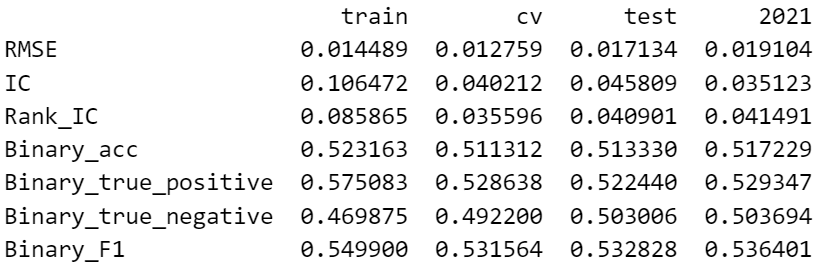 train cv test 2021
RMSE 0.014489 0.012759 0.017134 0.019104
IC 0.106472 0.040212 0.045809 0.035123
Rank_IC 0.085865 0.035596 0.040901 0.041491
Binary_acc 0.523163 0.511312 0.513330 0.517229
Binary_true_positive 0.575083 0.528638 0.522440 0.529347
Binary_true_negative 0.469875 0.492200 0.503006 0.503694
Binary_F1 0.549900 0.531564 0.532828 0.536401